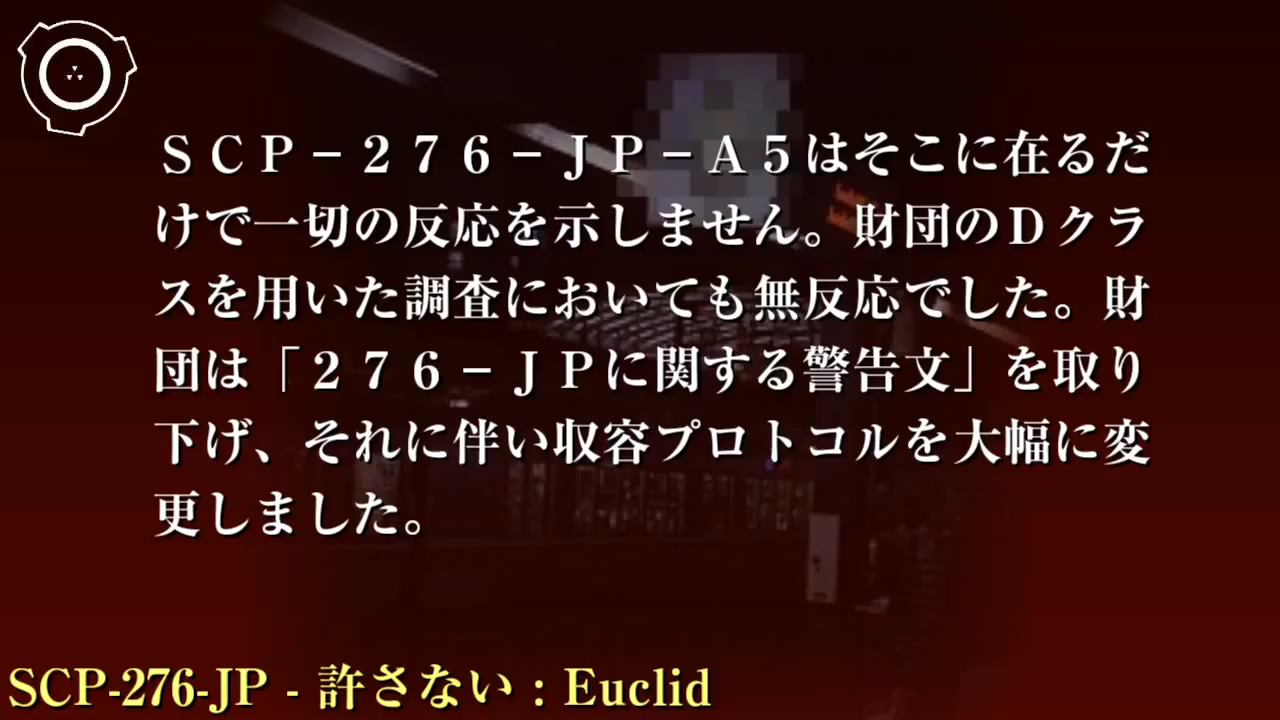 ＳＣＰ－２７６－ＪＰ－Ａ５はそこに在るだ
けで一切の反応を示しません。財団のＤクラ
スを用いた調査においても無反応でした。財
団は「２７６－ＪＰに関する警告文」を取り
下げ、それに伴い収容プロトコルを大幅に変
更しました。
SCP-276-JP - 許さない : Euclid